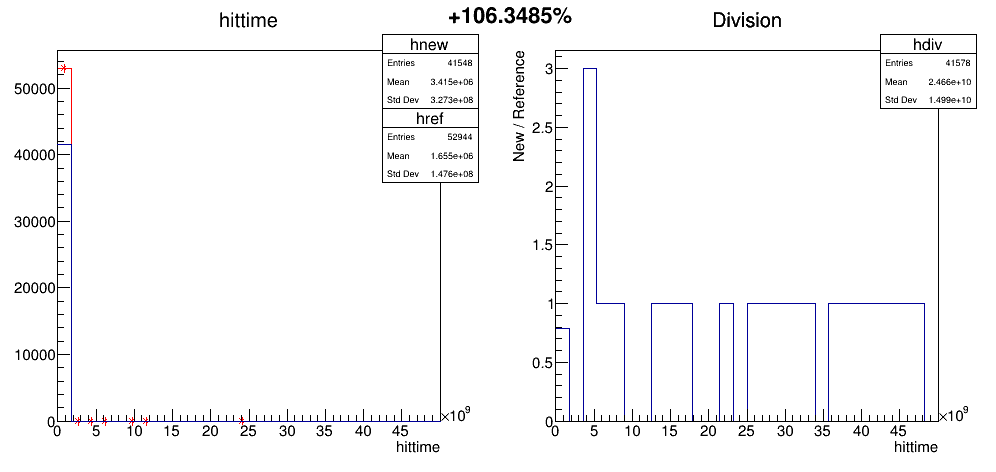 +106.3485%
hittime
hnew
Entries 41548
Mean 3.415e+06
Std Dev 3.273e+08
href
Entries 52944
Mean 1.655e+06
Std Dev 1.476e+08
50000
40000
30000
20000
10000
0
0 5 10 15 20 25 30 35 40 45
×10⁹
hittime
Division
hdiv
Entries 41578
Mean 2.466e+10
Std Dev 1.499e+10
New / Reference
3
2.5
2
1.5
1
0.5
0
0 5 10 15 20 25 30 35 40 45
×10⁹
hittime